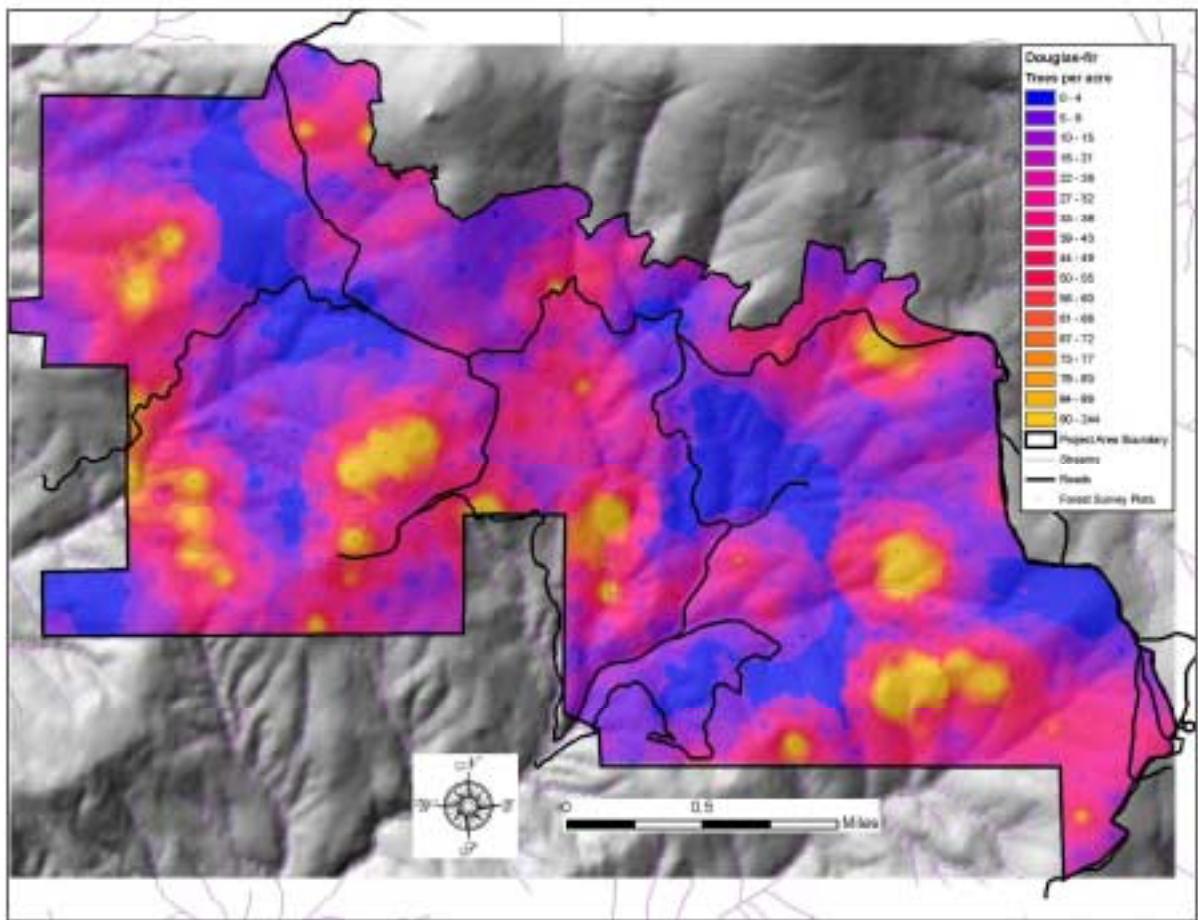 Douglas-fir
Trees per acre
0 - 4
5 - 9
10 - 15
16 - 21
22 - 26
27 - 32
33 - 38
39 - 43
44 - 49
50 - 55
56 - 60
61 - 66
67 - 72
73 - 77
78 - 83
84 - 89
90 - 244
Project Area Boundary
Streams
Roads
Forest Survey Plots
N
W
E
S
0
0.5
1
Miles